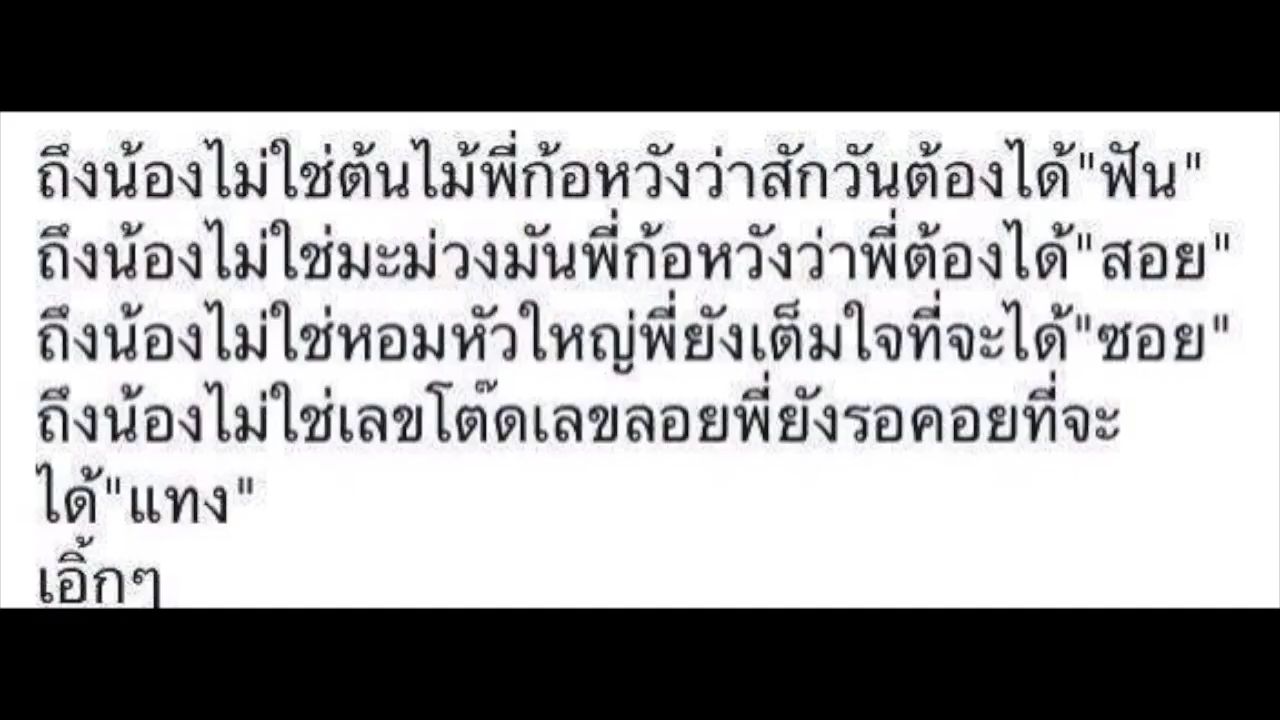 ถึงน้องไม่ใช่ต้นไม้พี่ก้อหวังว่าสักวันต้องได้"ฟัน"
ถึงน้องไม่ใช่มะม่วงมันพี่ก้อหวังว่าพี่ต้องได้"สอย"
ถึงน้องไม่ใช่หอมหัวใหญ่พี่ยังเต็มใจที่จะได้"ซอย"
ถึงน้องไม่ใช่เลขโต๊ดเลขลอยพี่ยังรอคอยที่จะ
ได้"แทง"
เอิ้กๆ